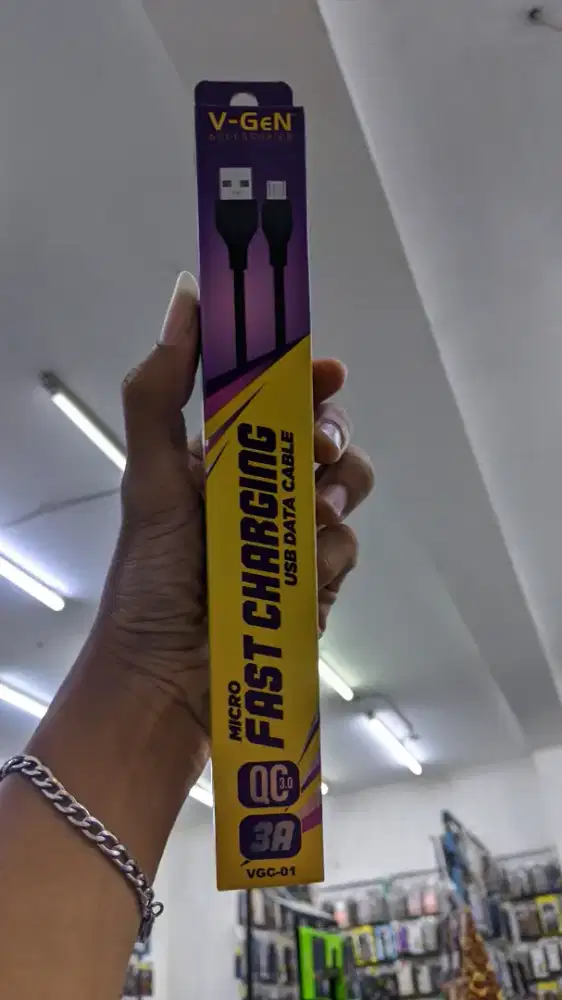 V-GeN
ACCESSORIES
MICRO
FAST CHARGING
USB DATA CABLE
QC3.0
3A
VGC-01